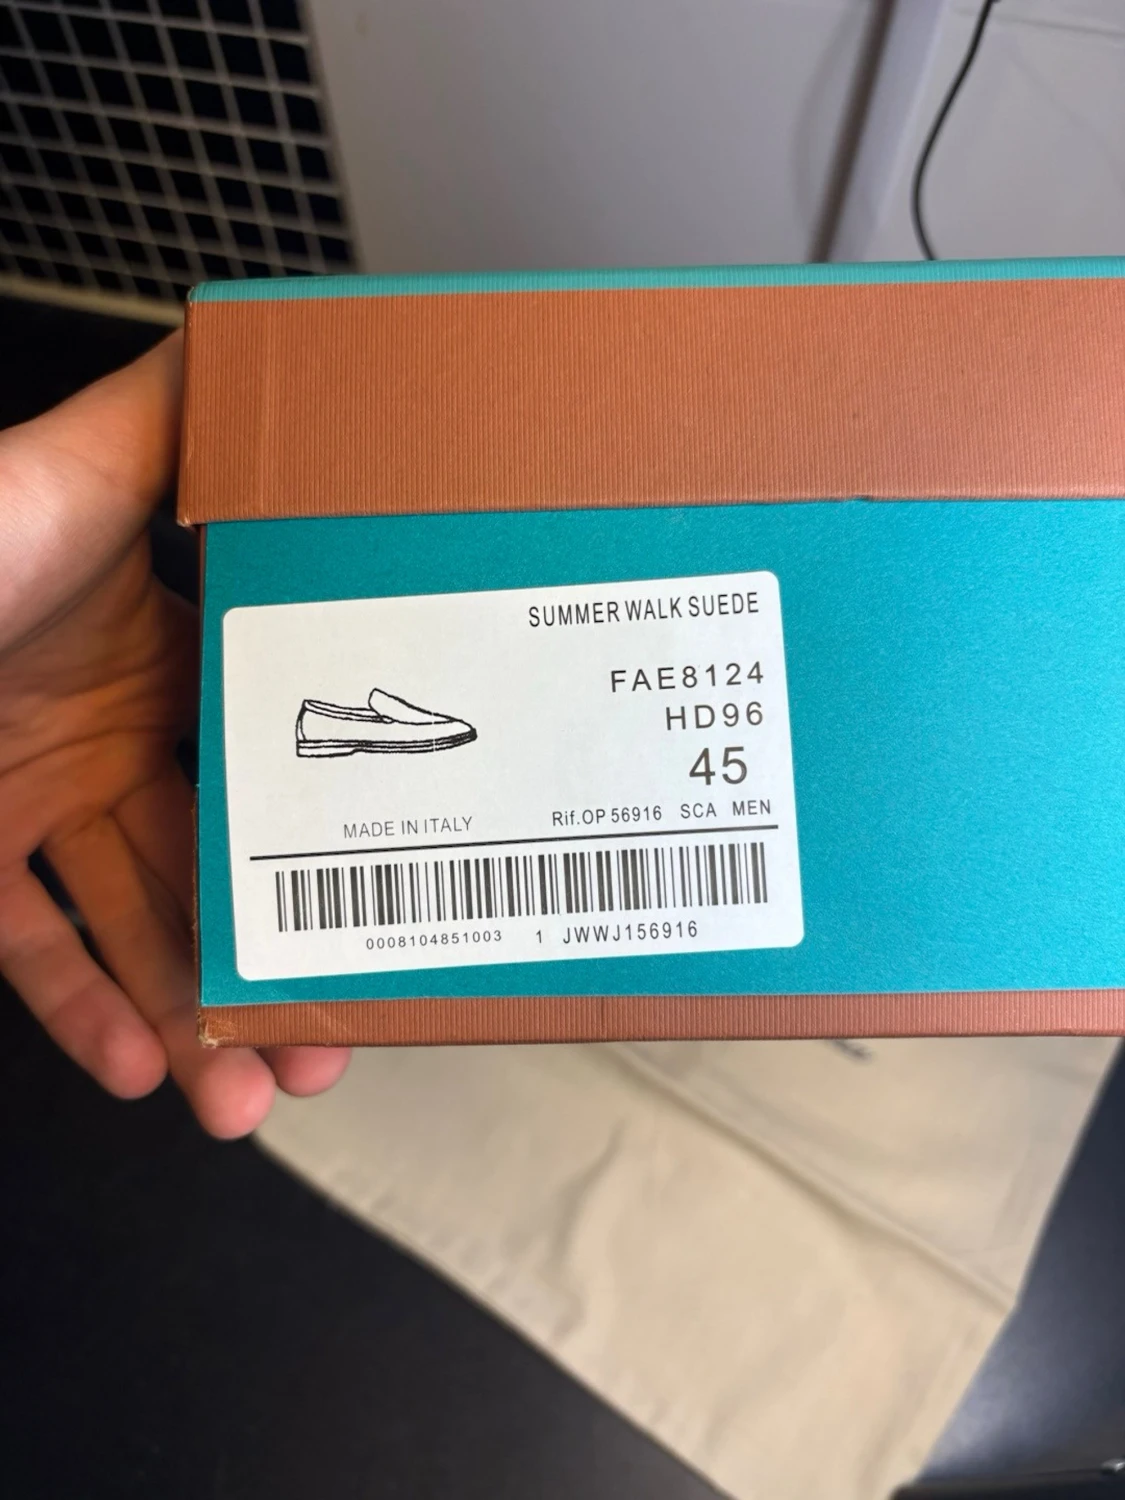 SUMMER WALK SUEDE
FAE8124
HD96
45
MADE IN ITALY
Rif.OP 56916 SCA MEN
0008104851003 1 JWWJ156916